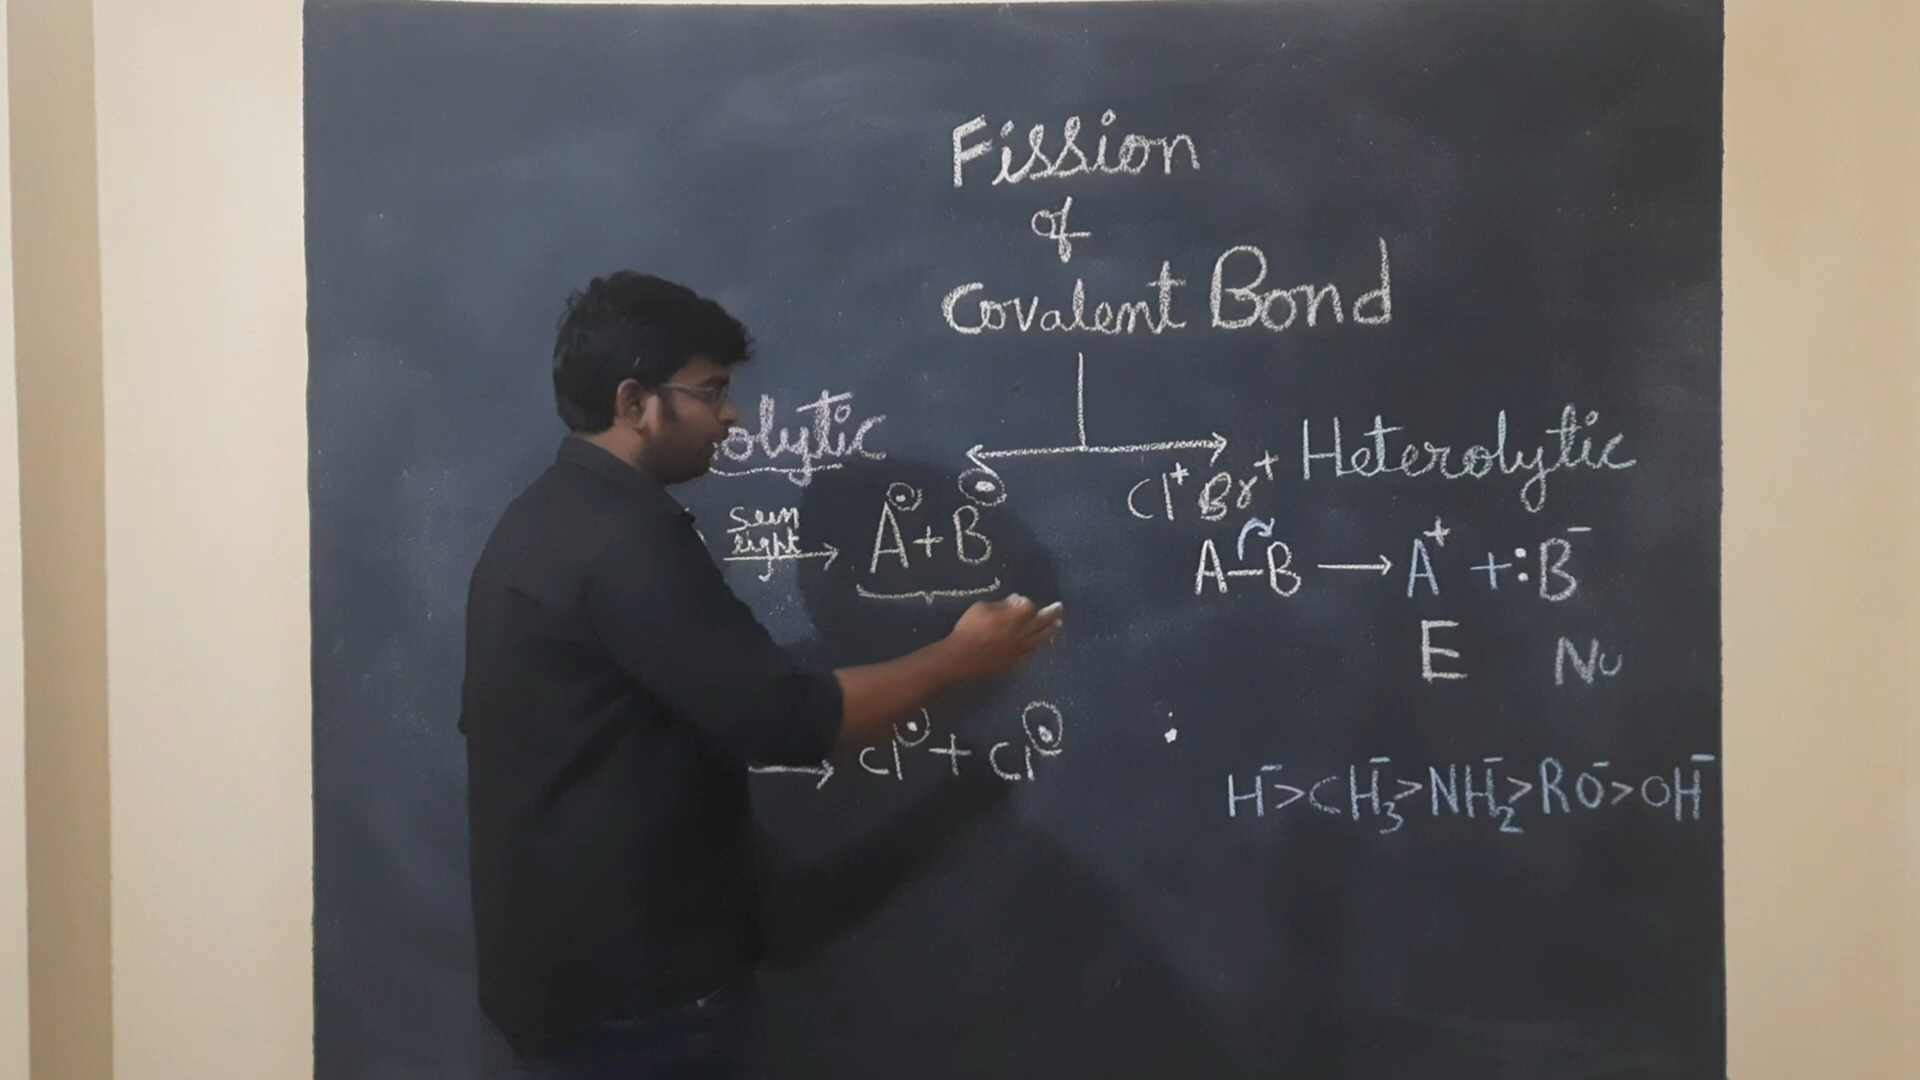 Fission
of
Covalent Bond
olytic
Heterolytic
Cl⁺ Br⁺
sun
light
→ A• + B•
A–B → A⁺ + :B⁻
E Nu
→ Cl• + Cl•
H⁻ > CH₃⁻ > NH₂⁻ > RO⁻ > OH⁻